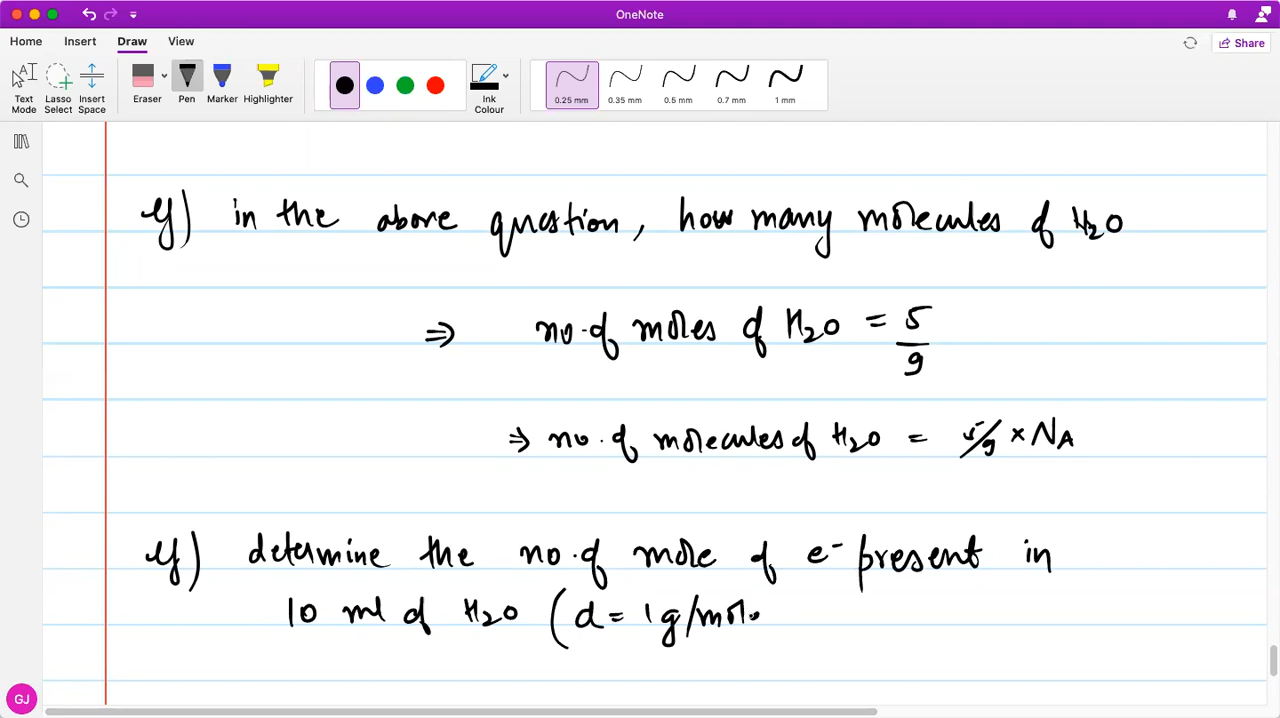 OneNote
Home Insert Draw View
Share
Text Mode Lasso Select Insert Space Eraser Pen Marker Highlighter Ink Colour 0.25 mm 0.35 mm 0.5 mm 0.7 mm 1 mm
in the above question, how many molecules of H₂O
⇒ no. of moles of H₂O = 5/9
⇒ no. of molecules of H₂O = 5/9 × NA
determine the no. of mole of e⁻ present in
10 ml of H₂O (d = 1g/mole
GJ